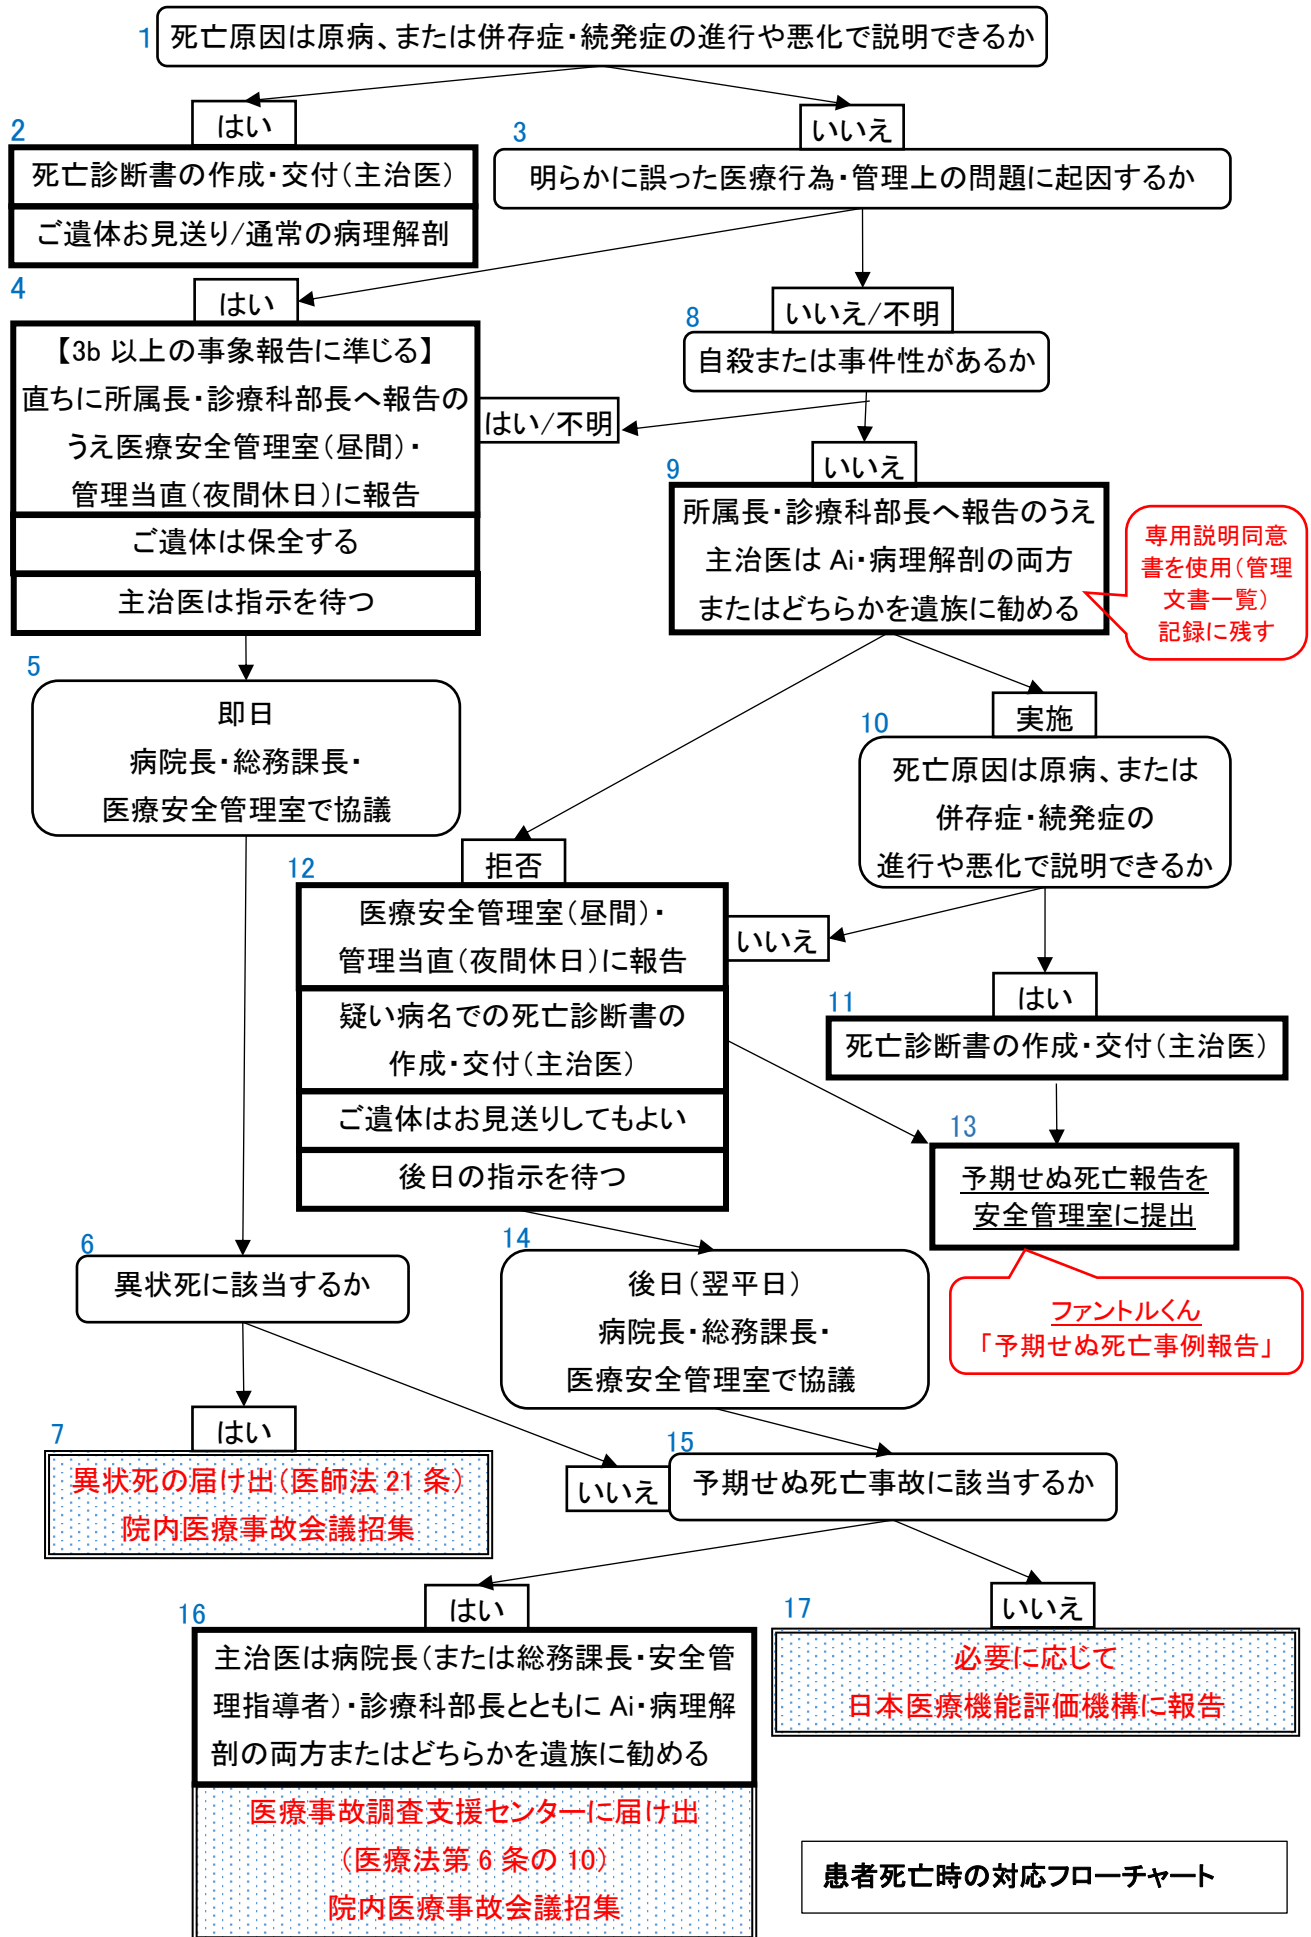 1
死亡原因は原病、または併存症・続発症の進行や悪化で説明できるか
はい
いいえ
2
死亡診断書の作成・交付(主治医)
ご遺体お見送り/通常の病理解剖
3
明らかに誤った医療行為・管理上の問題に起因するか
4
はい
【3b 以上の事象報告に準じる】
直ちに所属長・診療科部長へ報告の
うえ医療安全管理室(昼間)・
管理当直(夜間休日)に報告
ご遺体は保全する
主治医は指示を待つ
いいえ/不明
8
自殺または事件性があるか
はい/不明
いいえ
9
所属長・診療科部長へ報告のうえ
主治医は Ai・病理解剖の両方
またはどちらかを遺族に勧める
専用説明同意
書を使用(管理
文書一覧)
記録に残す
5
即日
病院長・総務課長・
医療安全管理室で協議
実施
10
死亡原因は原病、または
併存症・続発症の
進行や悪化で説明できるか
拒否
12
医療安全管理室(昼間)・
管理当直(夜間休日)に報告
疑い病名での死亡診断書の
作成・交付(主治医)
ご遺体はお見送りしてもよい
後日の指示を待つ
いいえ
はい
11
死亡診断書の作成・交付(主治医)
13
予期せぬ死亡報告を
安全管理室に提出
ファントルくん
「予期せぬ死亡事例報告」
6
異状死に該当するか
14
後日(翌平日)
病院長・総務課長・
医療安全管理室で協議
はい
7
異状死の届け出(医師法 21 条)
院内医療事故会議招集
いいえ
15
予期せぬ死亡事故に該当するか
はい
16
主治医は病院長(または総務課長・安全管
理指導者)・診療科部長とともに Ai・病理解
剖の両方またはどちらかを遺族に勧める
医療事故調査支援センターに届け出
(医療法第 6 条の 10)
院内医療事故会議招集
いいえ
17
必要に応じて
日本医療機能評価機構に報告
患者死亡時の対応フローチャート